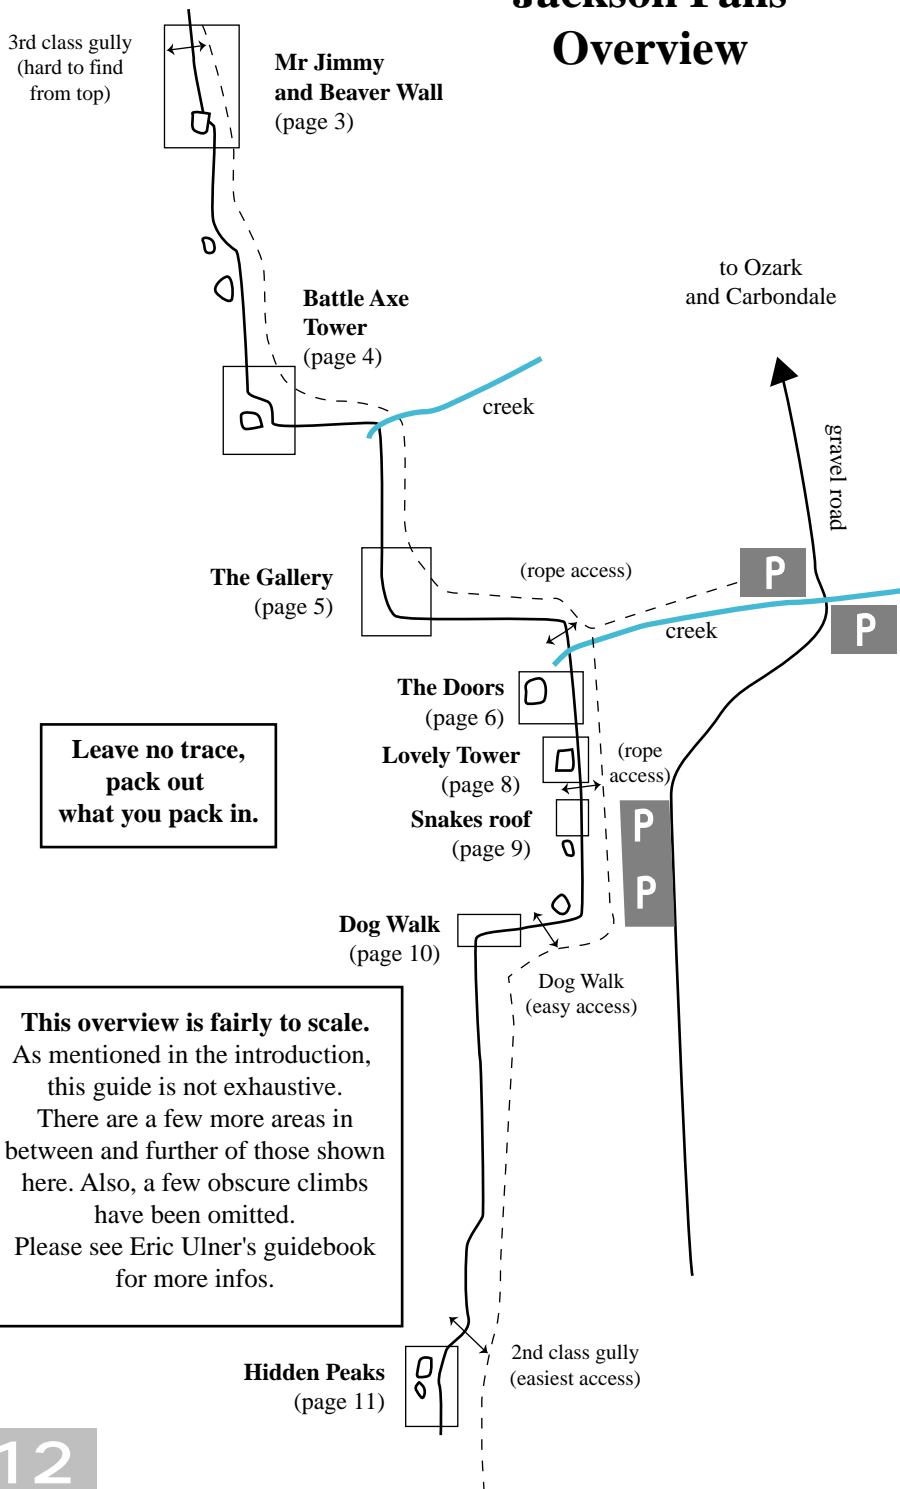 Jackson Falls
Overview
3rd class gully
(hard to find
from top)
Mr Jimmy
and Beaver Wall
(page 3)
to Ozark
and Carbondale
Battle Axe
Tower
(page 4)
creek
gravel road
The Gallery
(page 5)
(rope access)
P
P
creek
The Doors
(page 6)
Lovely Tower
(page 8)
(rope
access)
Snakes roof
(page 9)
P
P
Leave no trace,
pack out
what you pack in.
Dog Walk
(page 10)
Dog Walk
(easy access)
This overview is fairly to scale.
As mentioned in the introduction,
this guide is not exhaustive.
There are a few more areas in
between and further of those shown
here. Also, a few obscure climbs
have been omitted.
Please see Eric Ulner's guidebook
for more infos.
2nd class gully
(easiest access)
Hidden Peaks
(page 11)
12